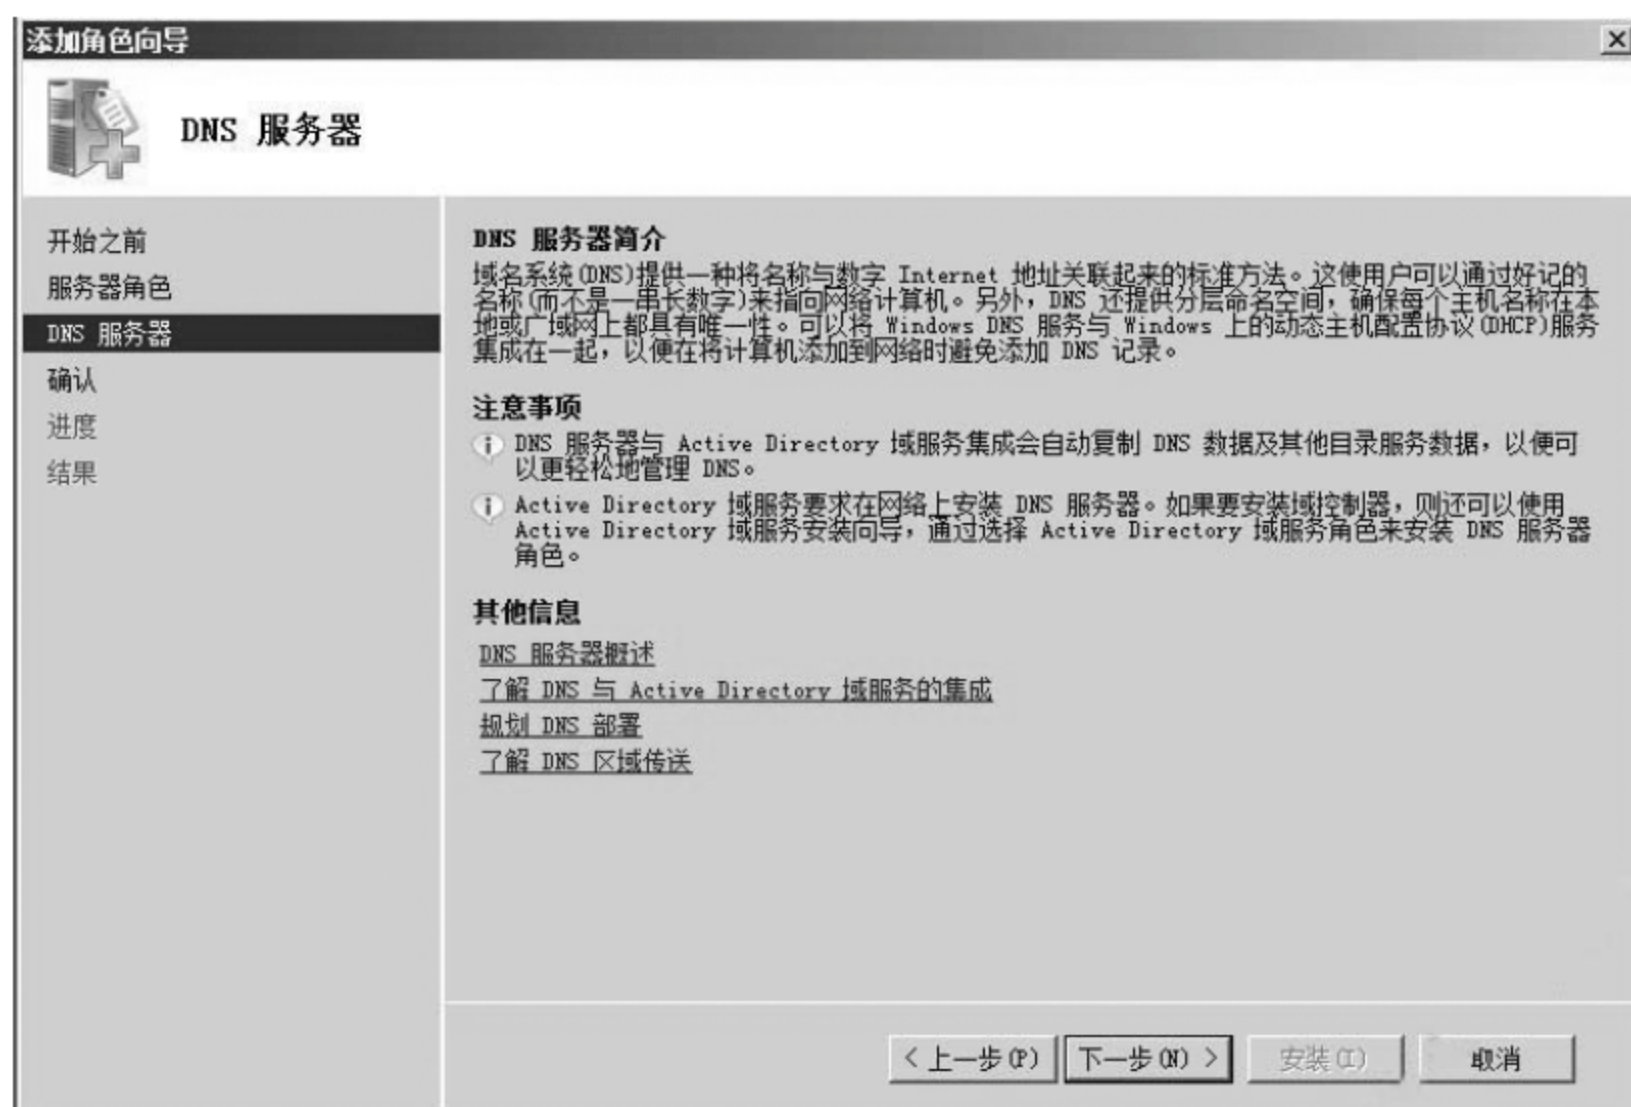 添加角色向导
DNS 服务器
开始之前
服务器角色
DNS 服务器
确认
进度
结果
DNS 服务器简介
域名系统(DNS)提供一种将名称与数字 Internet 地址关联起来的标准方法。这使用户可以通过好记的
名称(而不是一串长数字)来指向网络计算机。另外，DNS 还提供分层命名空间，确保每个主机名称在本
地或广域网上都具有唯一性。可以将 Windows DNS 服务与 Windows 上的动态主机配置协议(DHCP)服务
集成在一起，以便在将计算机添加到网络时避免添加 DNS 记录。
注意事项
DNS 服务器与 Active Directory 域服务集成会自动复制 DNS 数据及其他目录服务数据，以便可
以更轻松地管理 DNS。
Active Directory 域服务要求在网络上安装 DNS 服务器。如果要安装域控制器，则还可以使用
Active Directory 域服务安装向导，通过选择 Active Directory 域服务角色来安装 DNS 服务器
角色。
其他信息
DNS 服务器概述
了解 DNS 与 Active Directory 域服务的集成
规划 DNS 部署
了解 DNS 区域传送
< 上一步(P) 下一步(N) > 安装(I) 取消